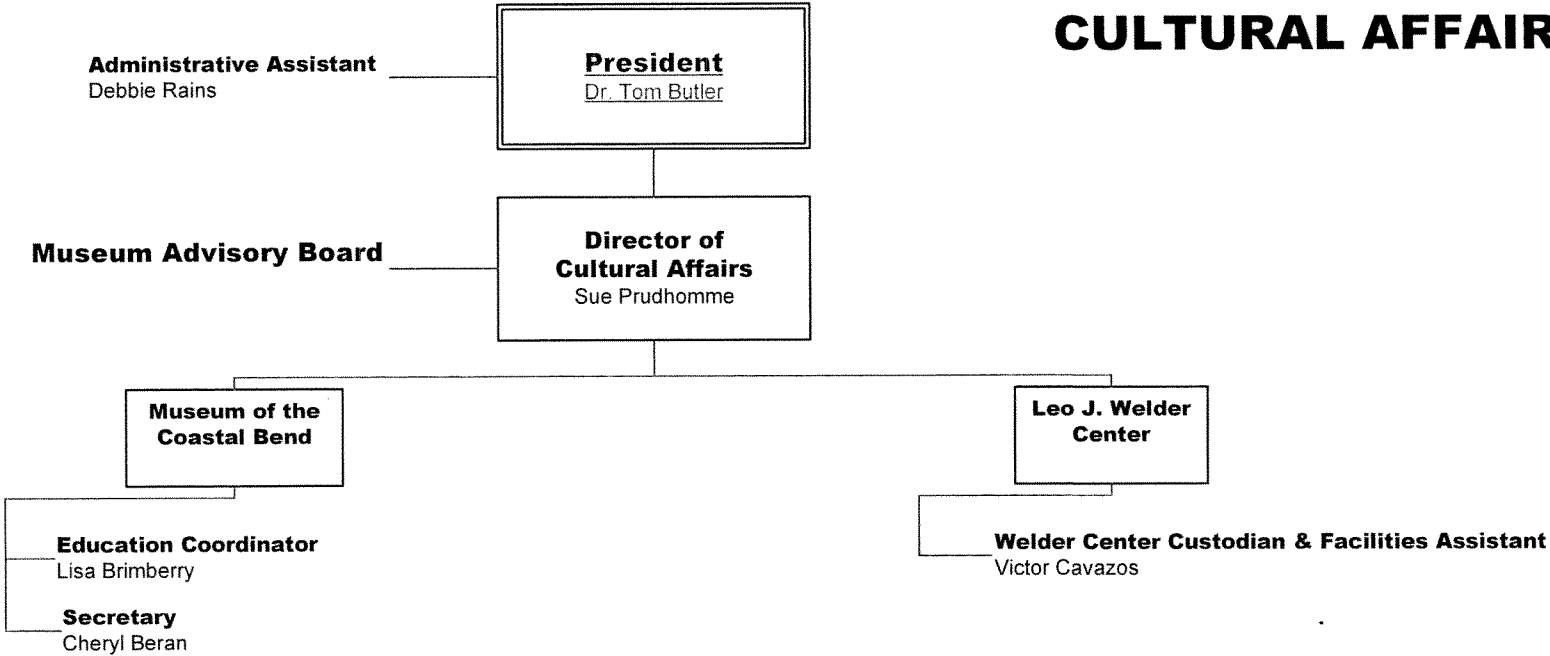 CULTURAL AFFAIR
Administrative Assistant
Debbie Rains
President
Dr. Tom Butler
Museum Advisory Board
Director of
Cultural Affairs
Sue Prudhomme
Museum of the
Coastal Bend
Leo J. Welder
Center
Education Coordinator
Lisa Brimberry
Secretary
Cheryl Beran
Welder Center Custodian & Facilities Assistant
Victor Cavazos